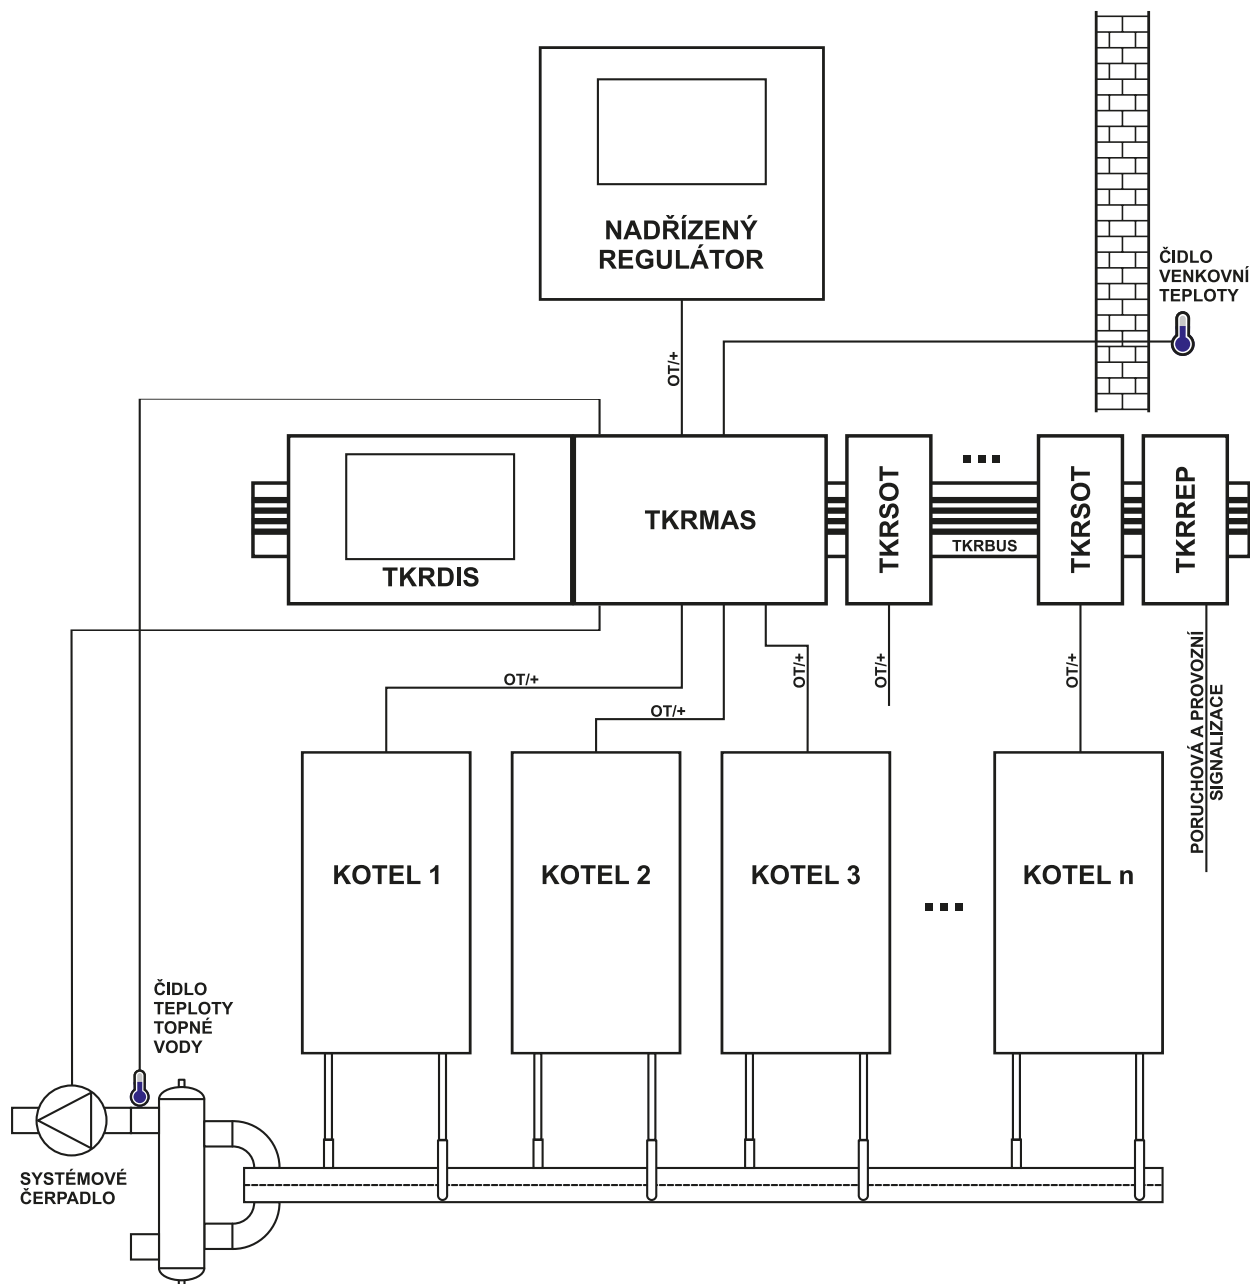 NADŘÍZENÝ
REGULÁTOR
ČIDLO
VENKOVNÍ
TEPLOTY
OT/+
TKRDIS
TKRMAS
TKRSOT
TKRBUS
TKRSOT
TKRREP
OT/+
OT/+
OT/+
OT/+
OT/+
PORUCHOVÁ A PROVOZNÍ
SIGNALIZACE
KOTEL 1
KOTEL 2
KOTEL 3
KOTEL n
ČIDLO
TEPLOTY
TOPNÉ
VODY
SYSTÉMOVÉ
ČERPADLO